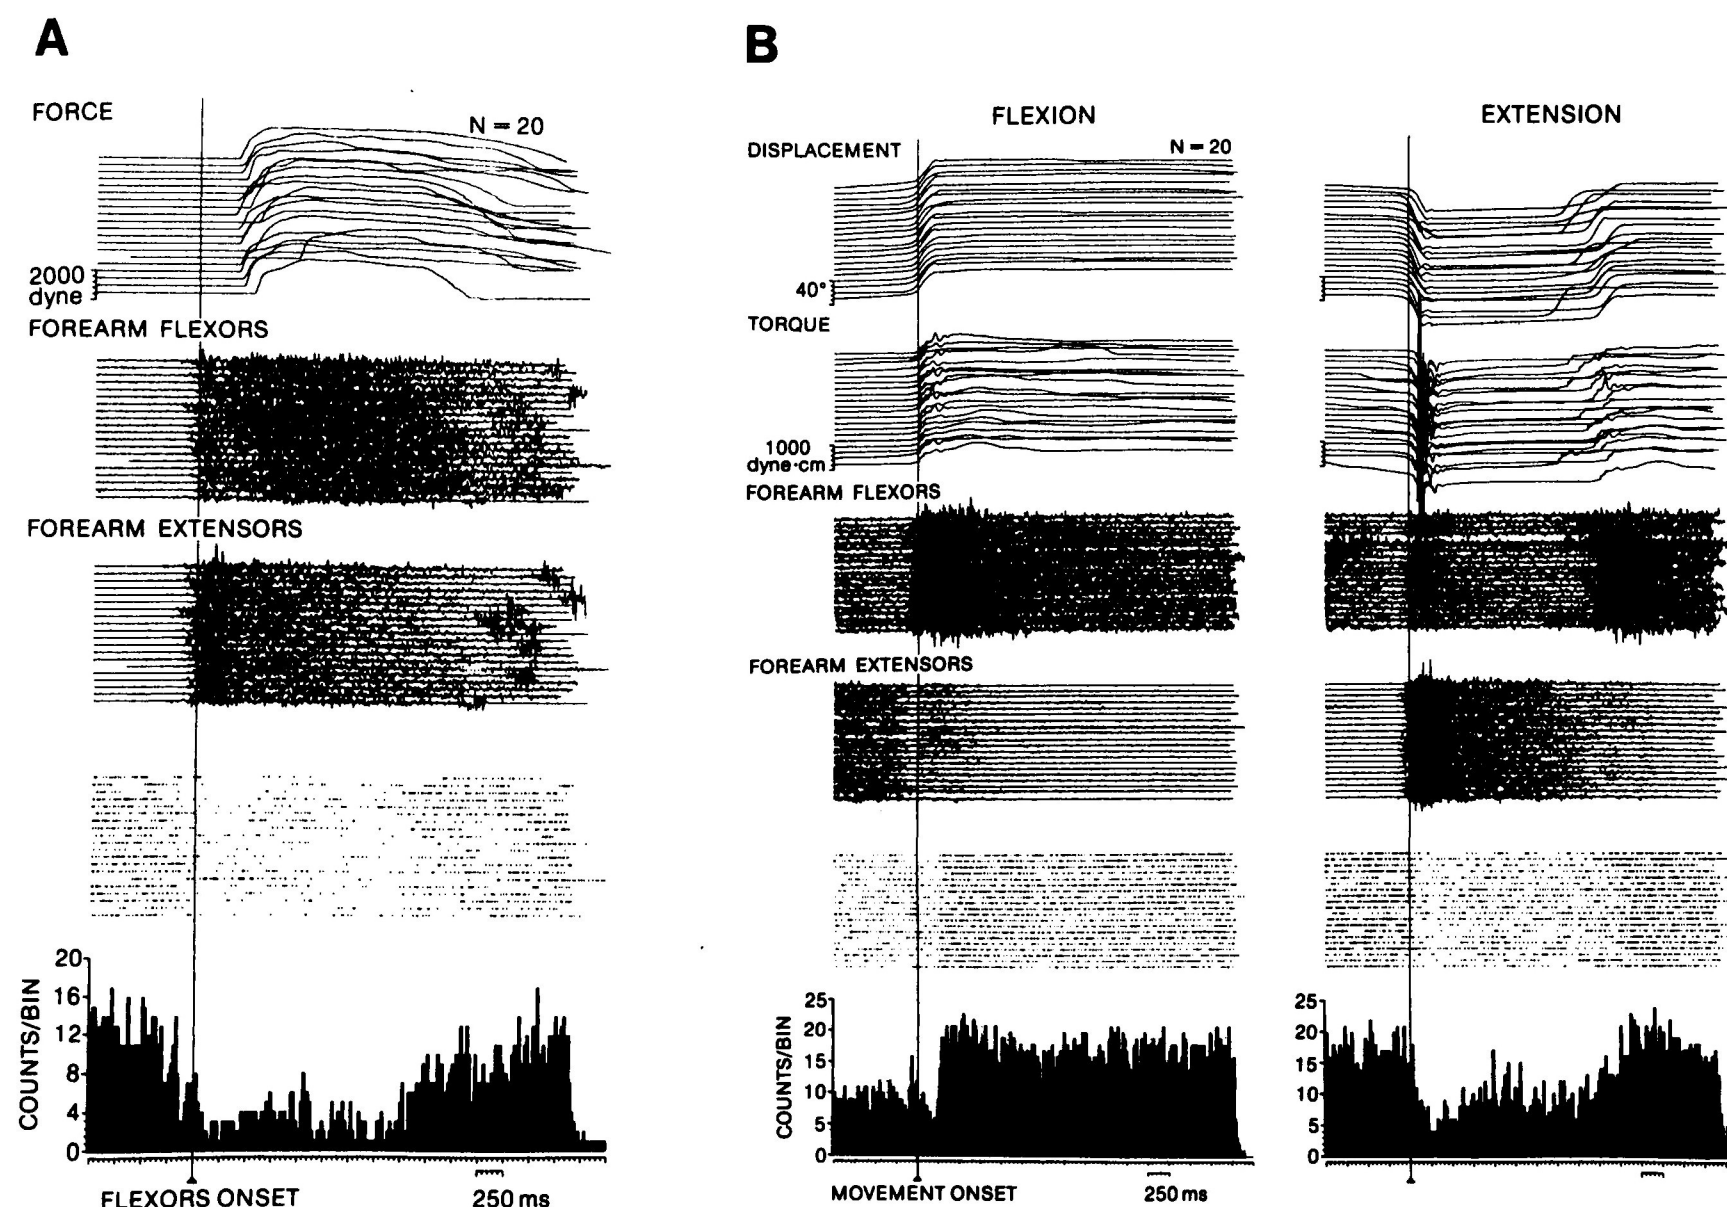 A
FORCE
N = 20
2000
dyne
FOREARM FLEXORS
FOREARM EXTENSORS
COUNTS/BIN
20
16
12
8
4
0
FLEXORS ONSET
250 ms
B
FLEXION
EXTENSION
DISPLACEMENT
N = 20
40°
TORQUE
1000
dyne·cm
FOREARM FLEXORS
FOREARM EXTENSORS
COUNTS/BIN
25
20
15
10
5
0
25
20
15
10
5
0
MOVEMENT ONSET
250 ms